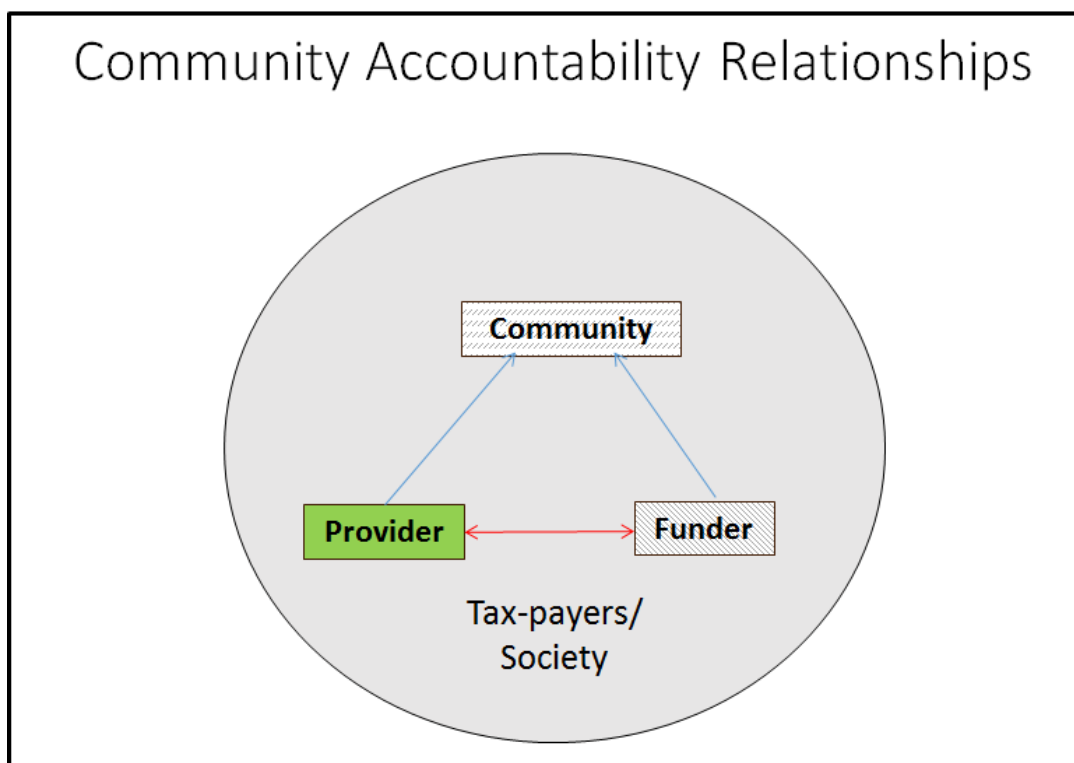 Community Accountability Relationships
Community
Provider
Funder
Tax-payers/
Society